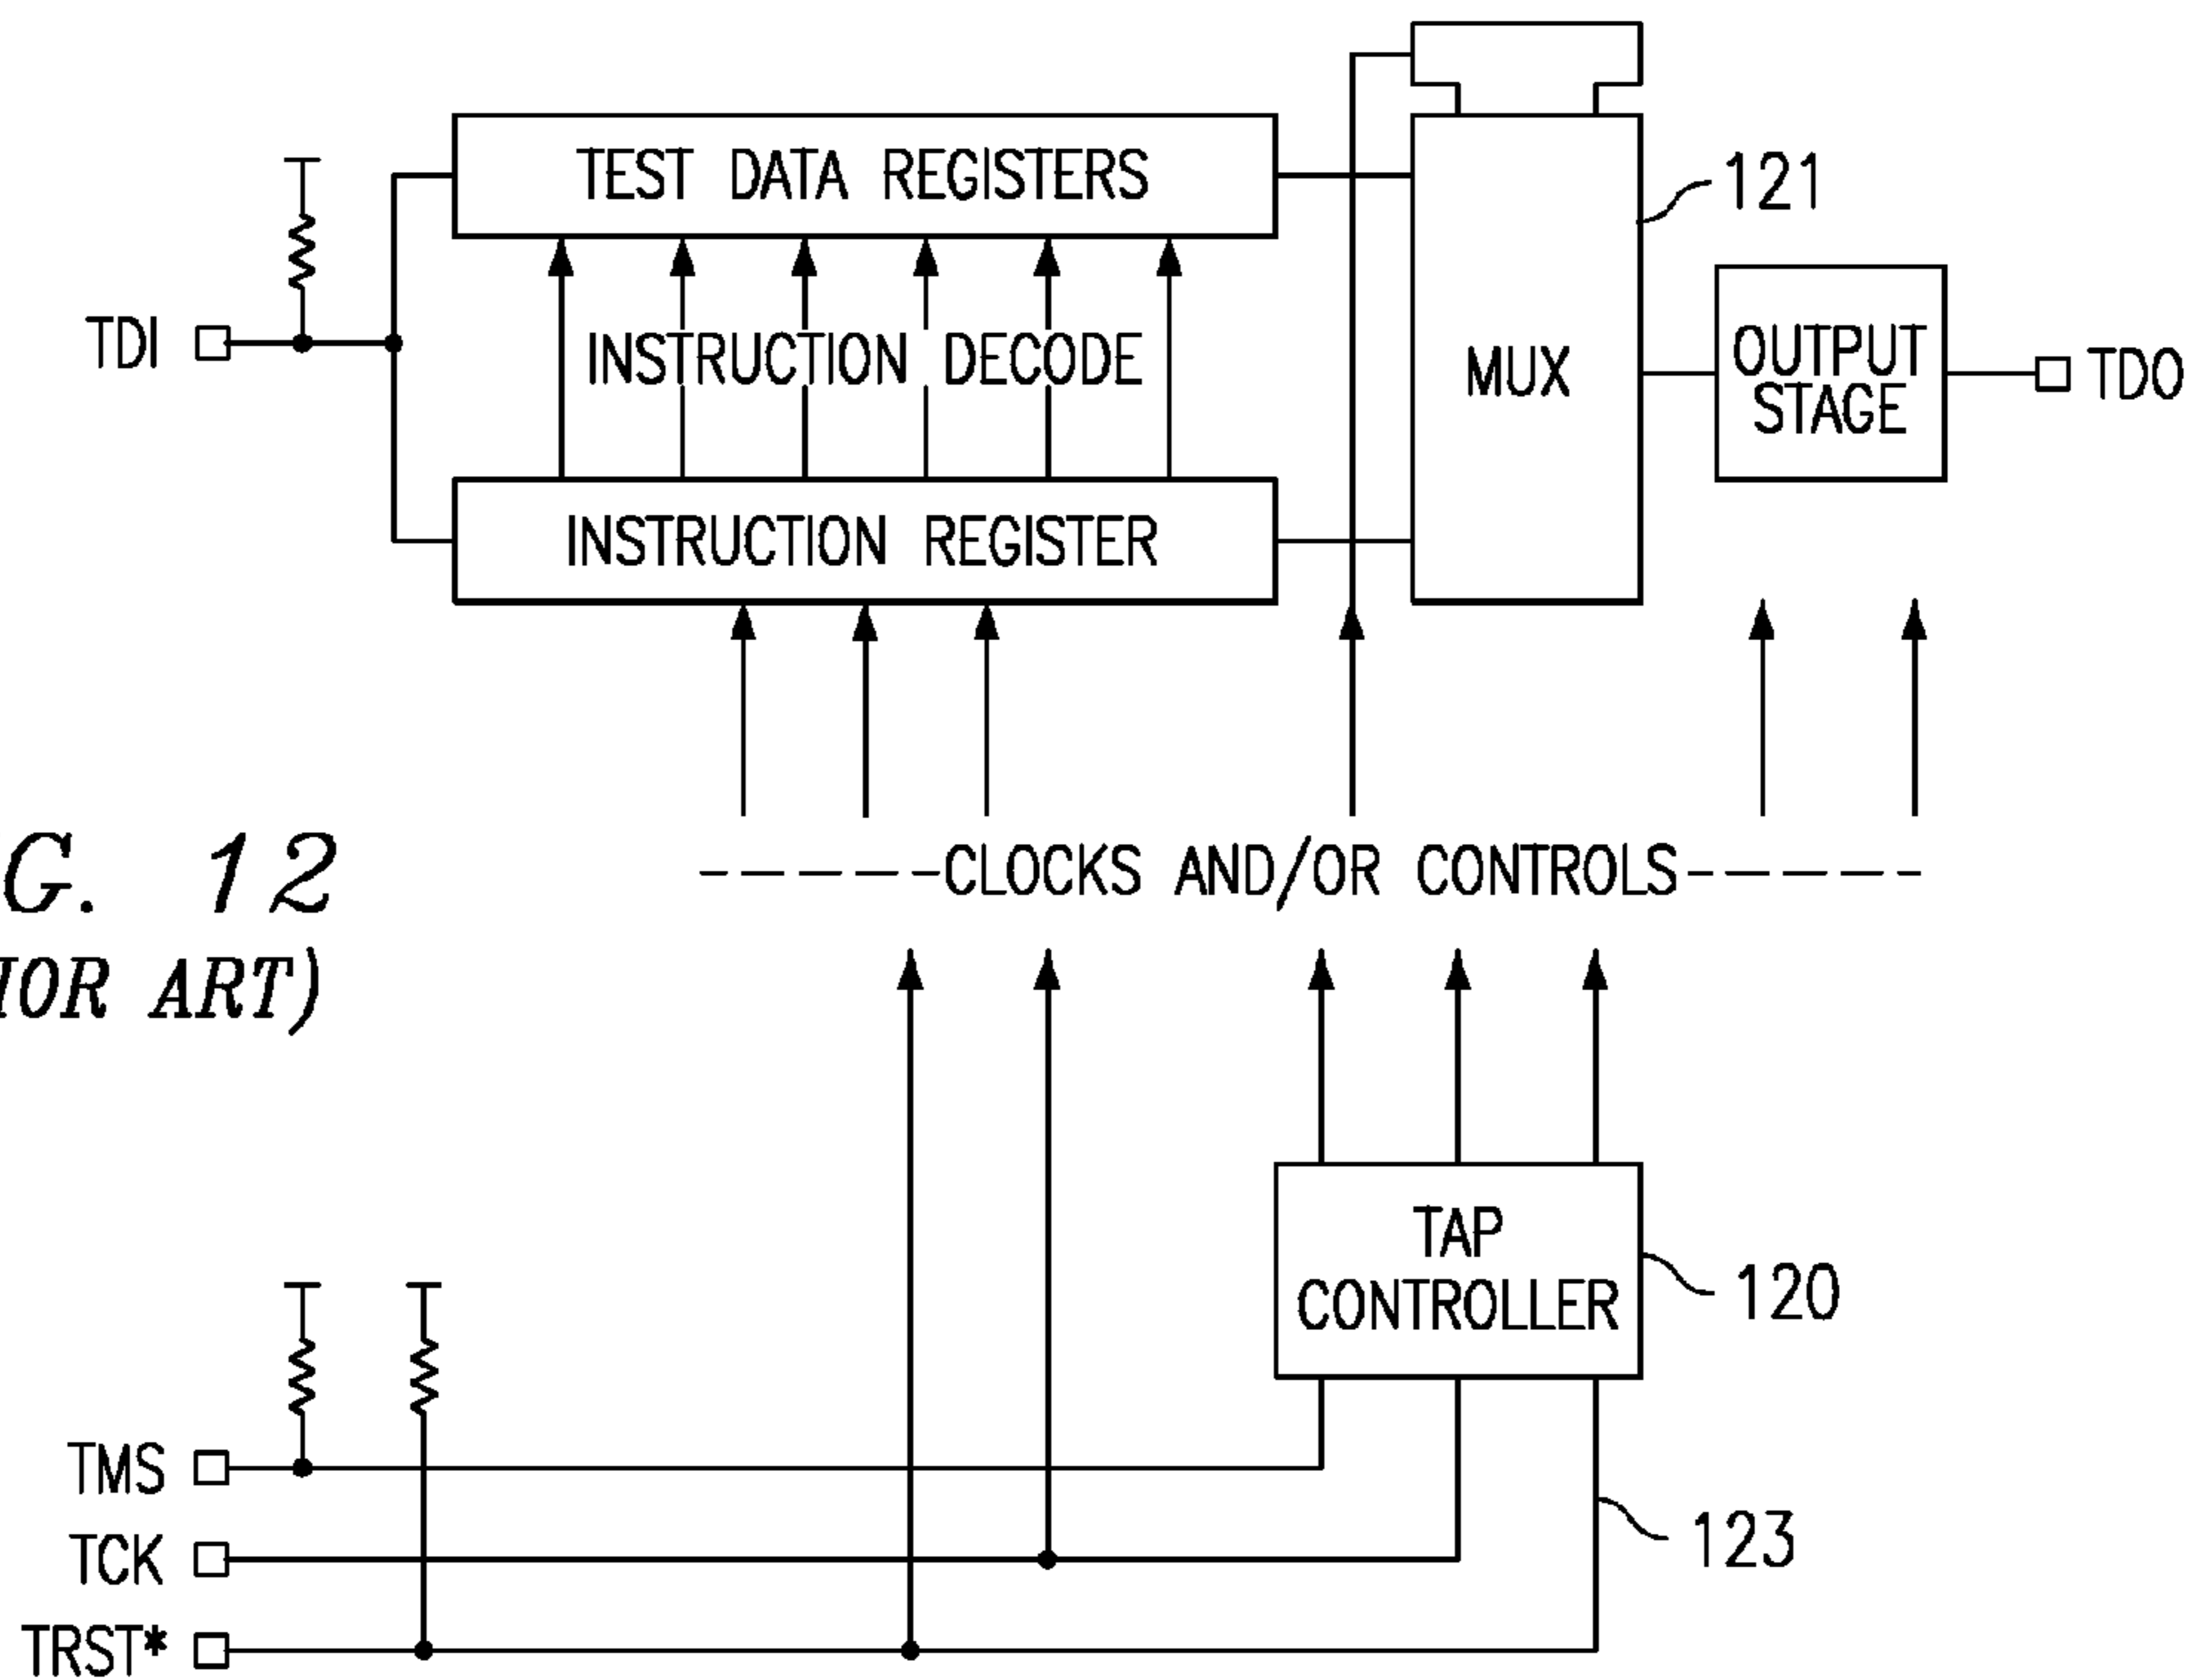 TEST DATA REGISTERS
121
TDI
INSTRUCTION DECODE
MUX
OUTPUT
STAGE
TDO
INSTRUCTION REGISTER
G. 12
CLOCKS AND/OR CONTROLS
IOR ART)
TAP
CONTROLLER
120
TMS
TCK
123
TRST*